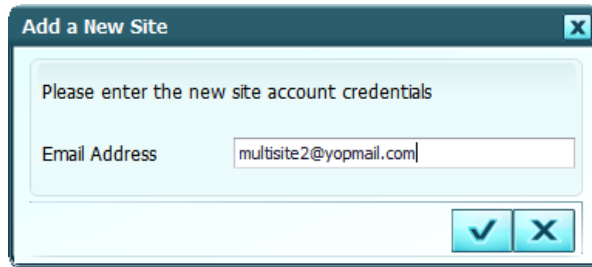 Add a New Site
Please enter the new site account credentials
Email Address
multisite2@yopmail.com